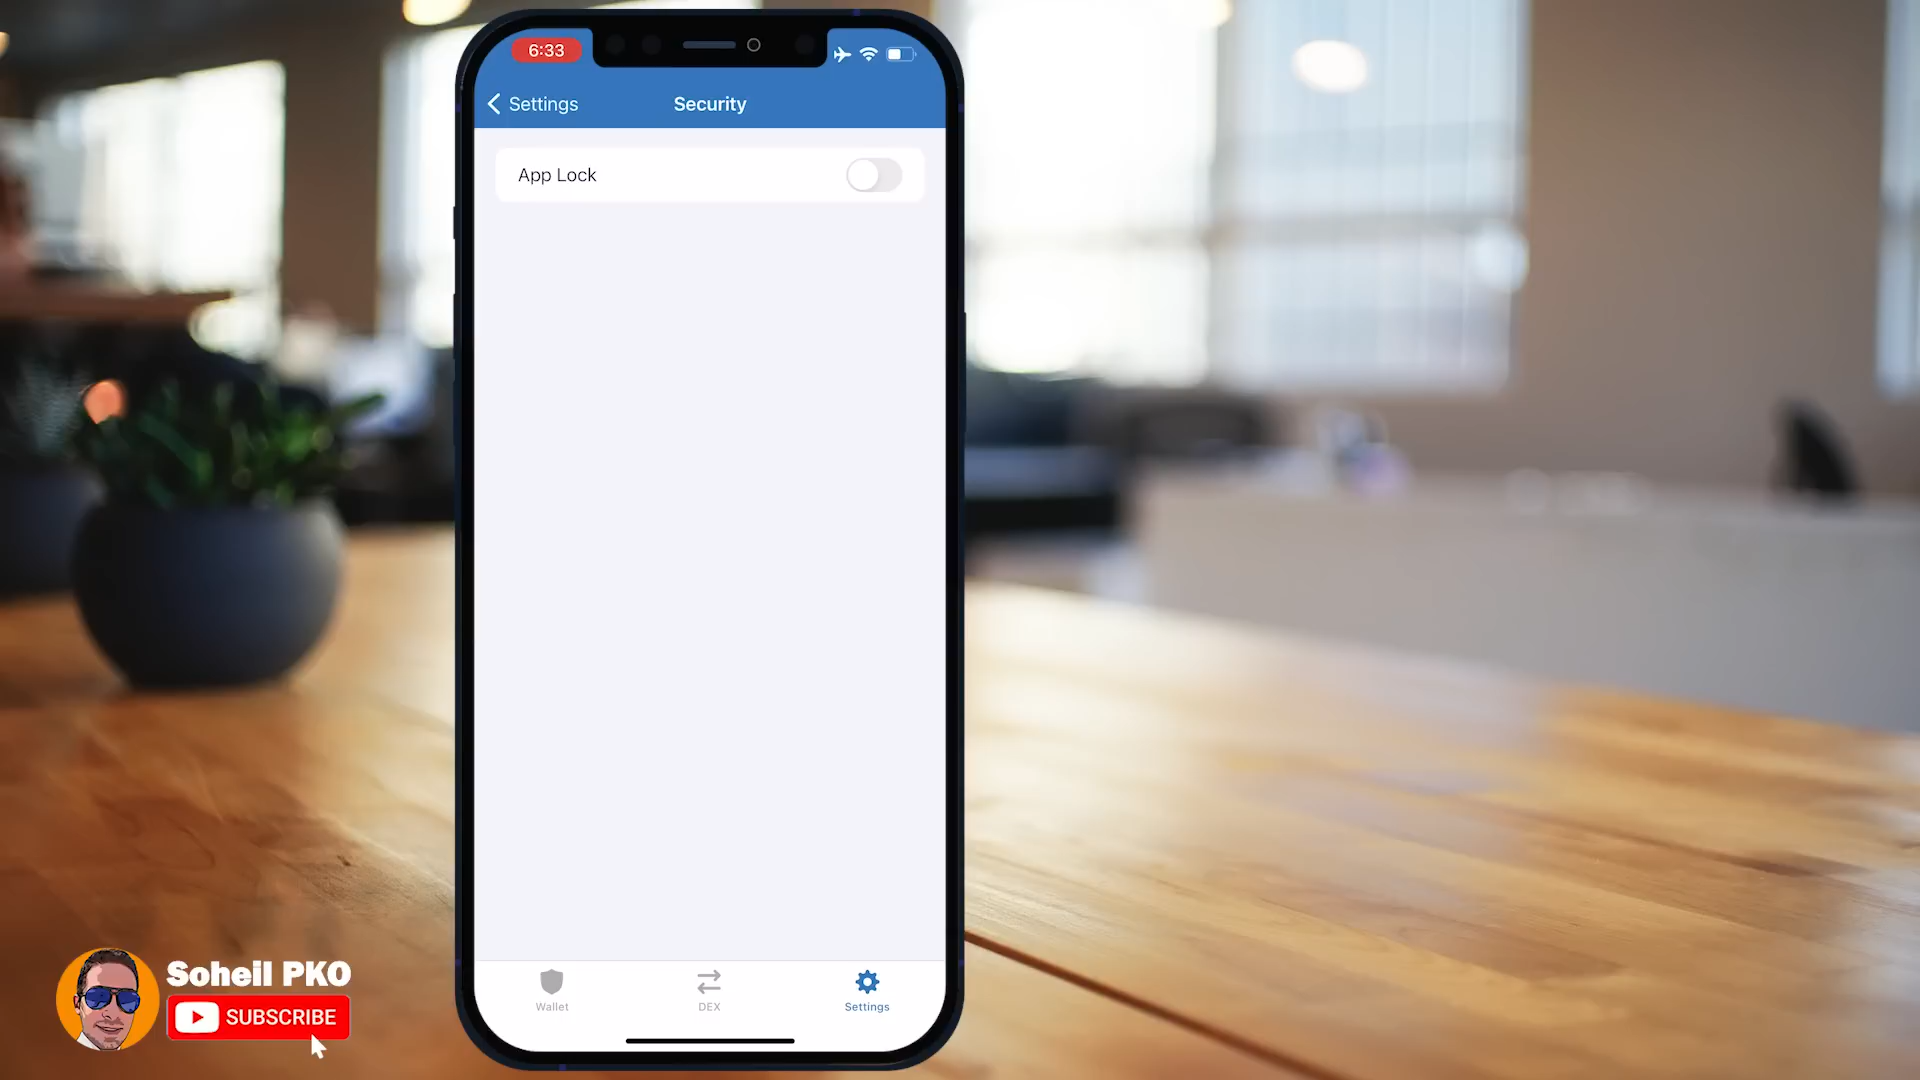 6:33
Settings
Security
App Lock
Wallet
DEX
Settings
Soheil PKO
SUBSCRIBE